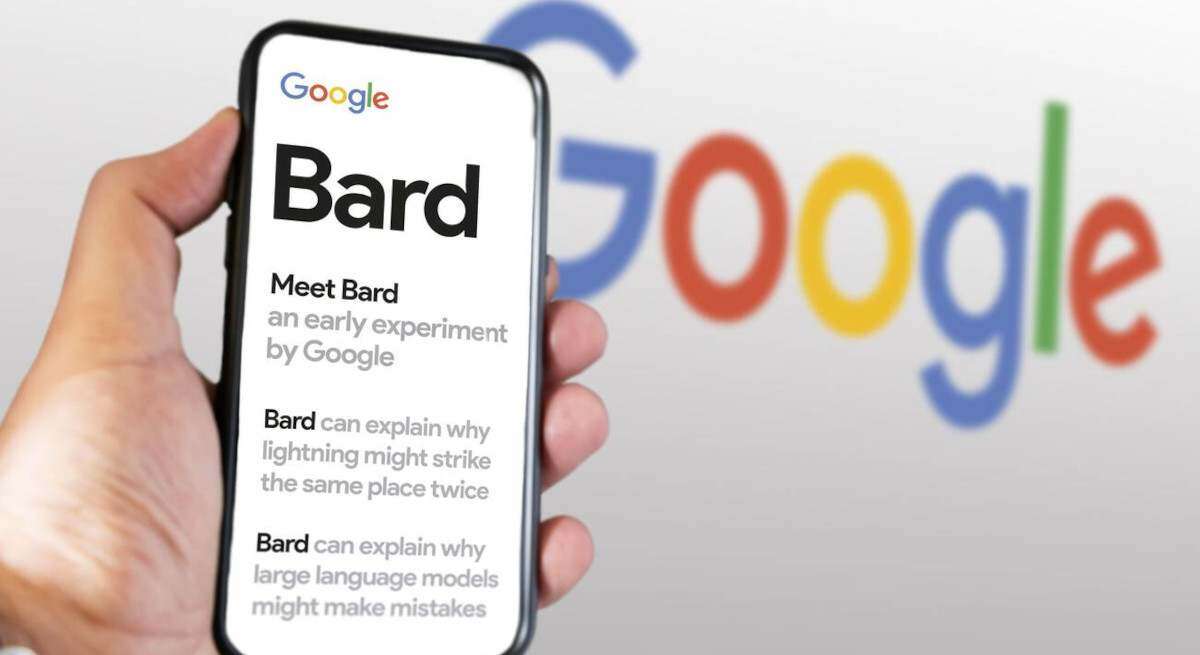 Google
Bard
Meet Bard
an early experiment
by Google
Bard can explain why
lightning might strike
the same place twice
Bard can explain why
large language models
might make mistakes
Google